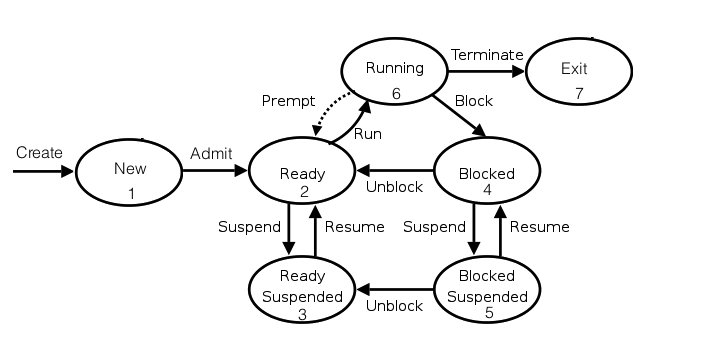 Terminate
Running
6
Exit
7
Prompt
Block
Run
Create
New
1
Admit
Ready
2
Unblock
Blocked
4
Suspend
Resume
Suspend
Resume
Ready
Suspended
3
Unblock
Blocked
Suspended
5